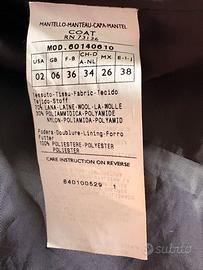 MANTELLO-MANTEAU-CAPA-MANTEL
COAT
RN 73136
MOD. 60140610
USA GB F CH-D A-NL E I-J
02 06 36 34 26 38
Tessuto-Tissu-Fabric-Tecido
Tejido-Stoff
70% LANA-LAINE-WOOL-LA-WOLLE
30% POLIAMMIDICA-POLYAMIDE
NYLON-POLIAMIDA-POLYAMID
Fodera-Doublure-Lining-Forro
Futter
100% POLIESTERE-POLYESTER
POLIESTER
CARE INSTRUCTION ON REVERSE
840100529 1
subito